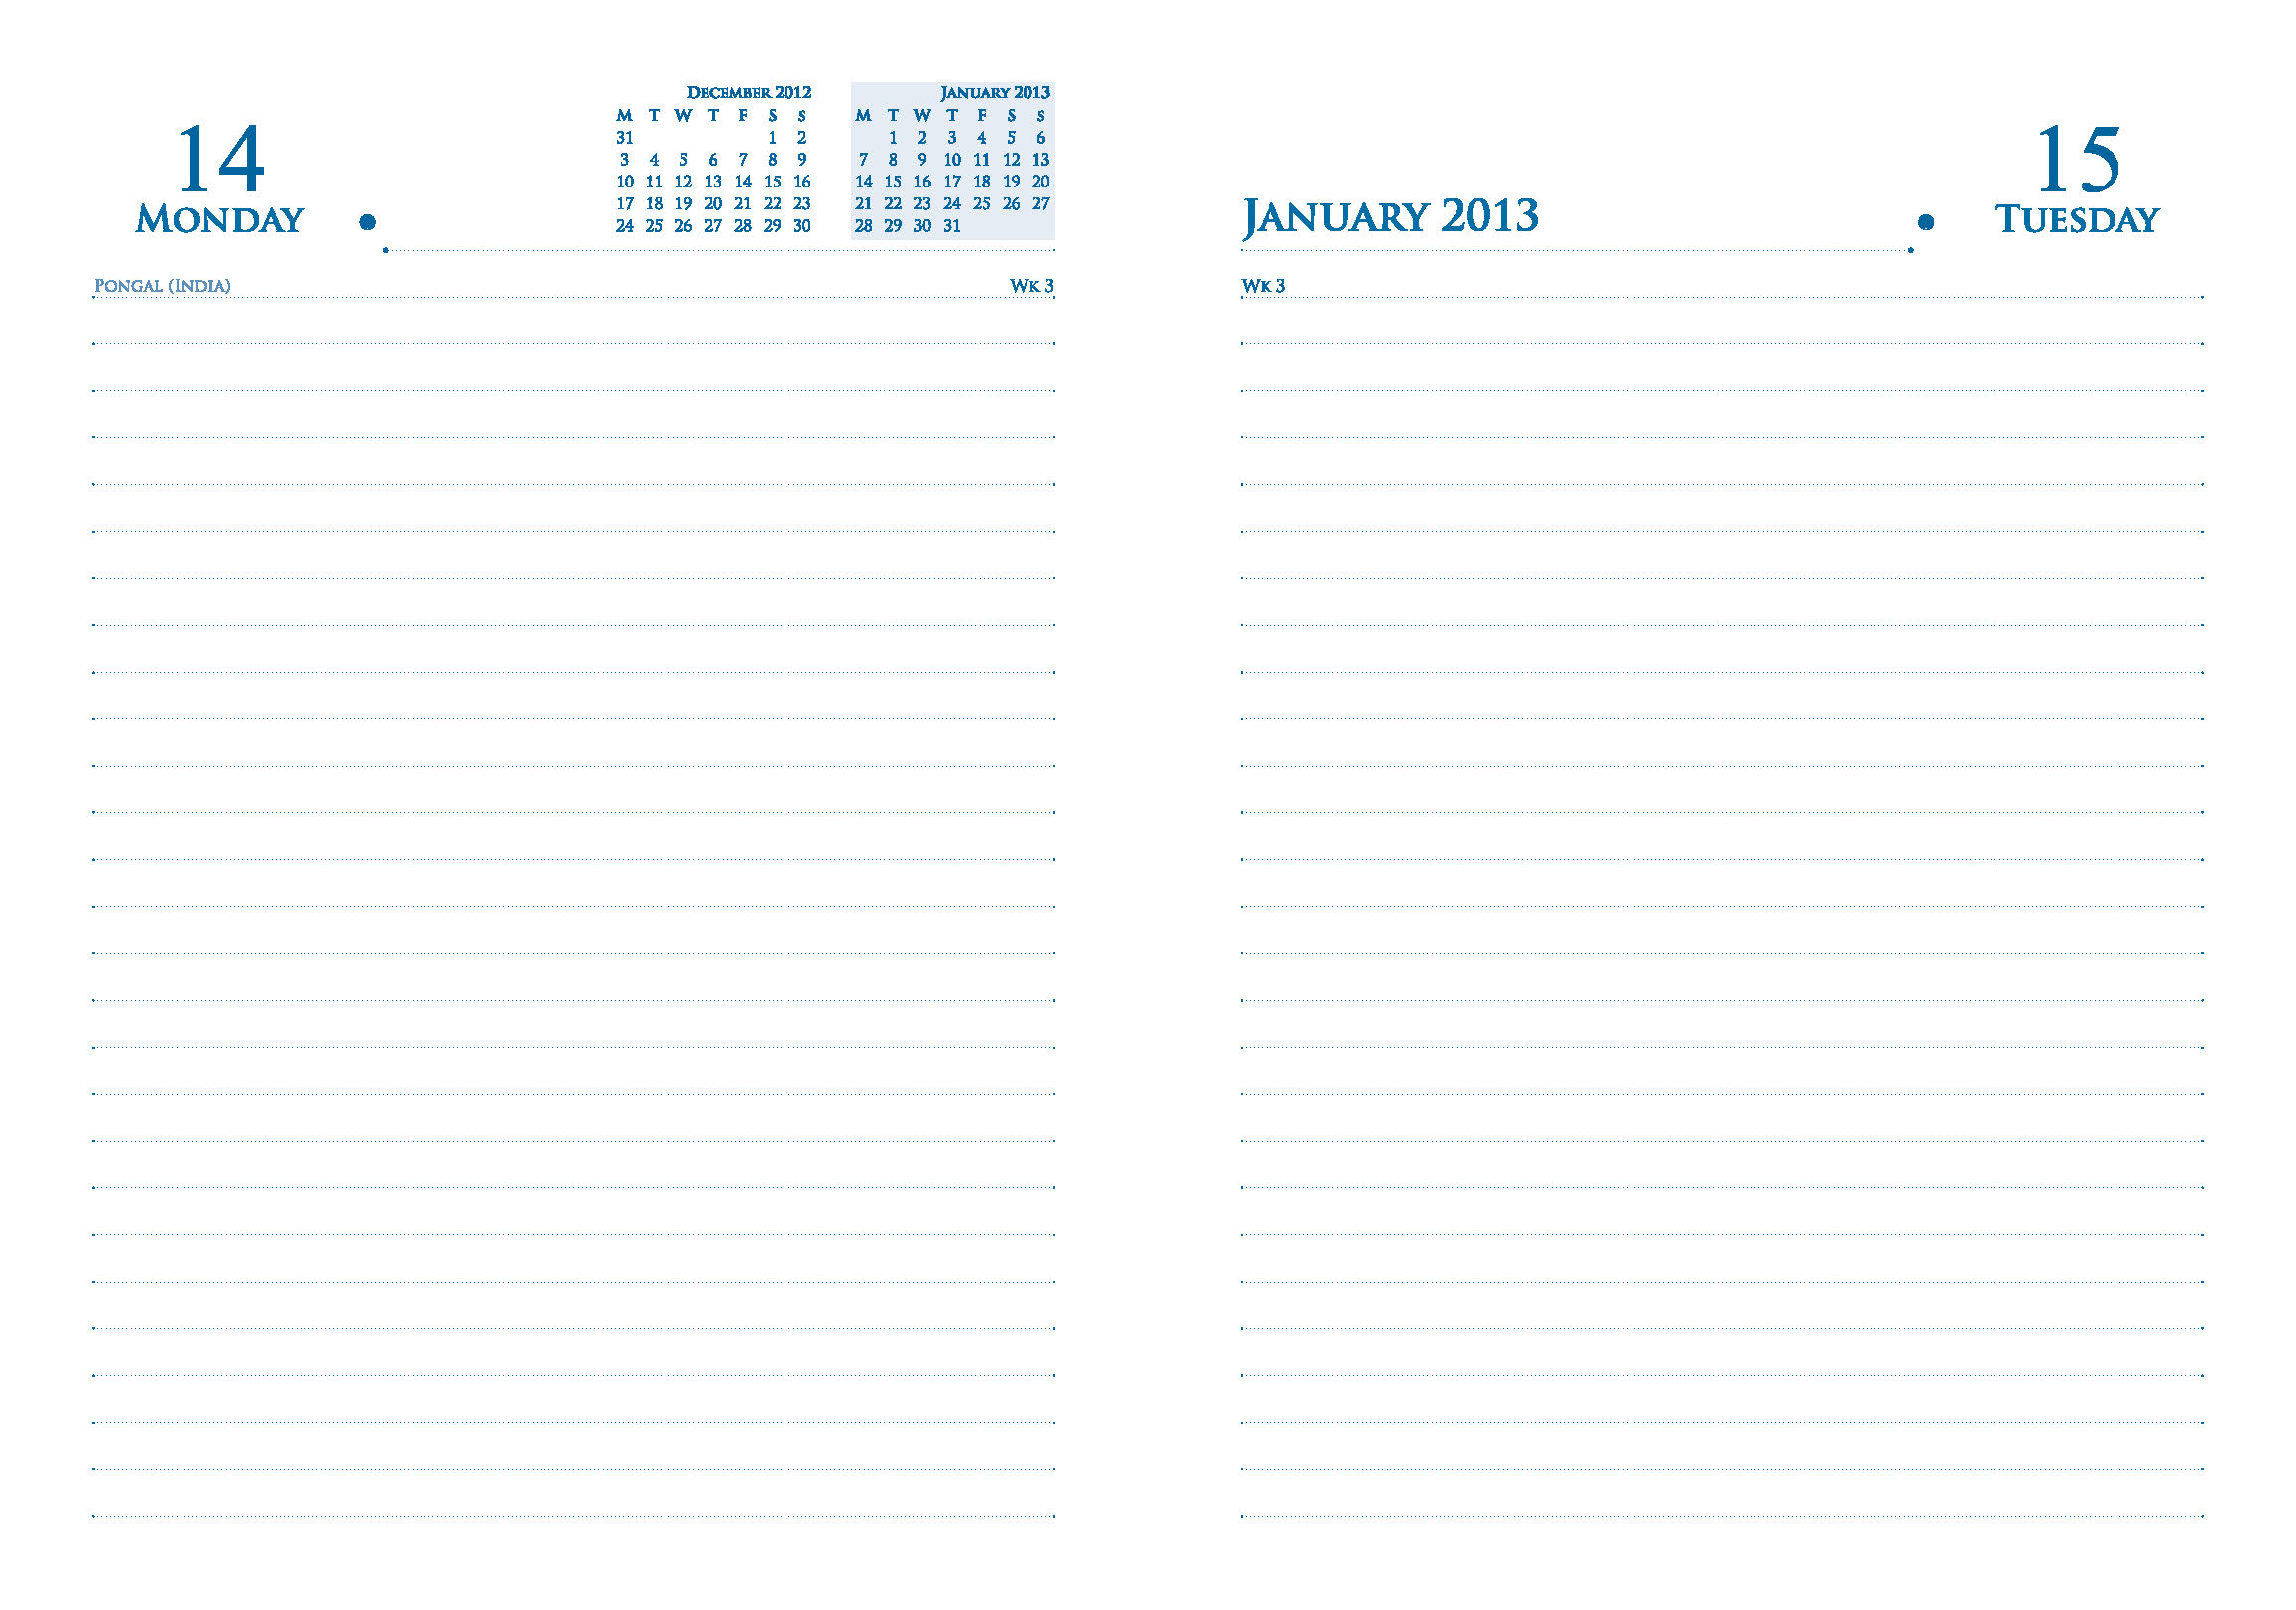 14
Monday
December 2012
M T W T F S s
31 1 2
3 4 5 6 7 8 9
10 11 12 13 14 15 16
17 18 19 20 21 22 23
24 25 26 27 28 29 30
January 2013
M T W T F S s
1 2 3 4 5 6
7 8 9 10 11 12 13
14 15 16 17 18 19 20
21 22 23 24 25 26 27
28 29 30 31
Pongal (India)
Wk 3
January 2013
15
Tuesday
Wk 3